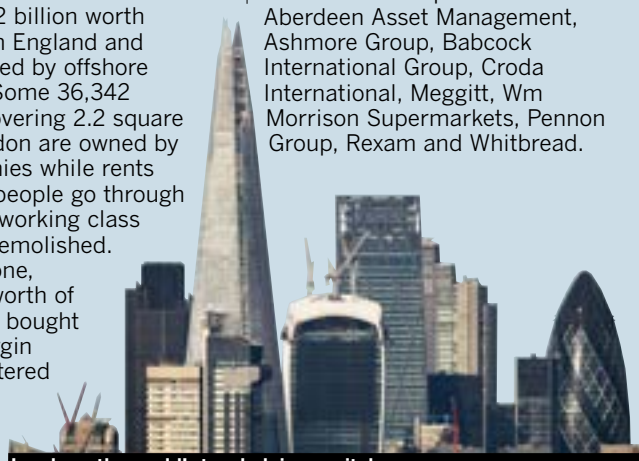 2 billion worth
England and
ed by offshore
Some 36,342
vering 2.2 square
don are owned by
nies while rents
people go through
working class
emolished.
one,
worth of
bought
gin
tered
Aberdeen Asset Management,
Ashmore Group, Babcock
International Group, Croda
International, Meggitt, Wm
Morrison Supermarkets, Pennon
Group, Rexam and Whitbread.